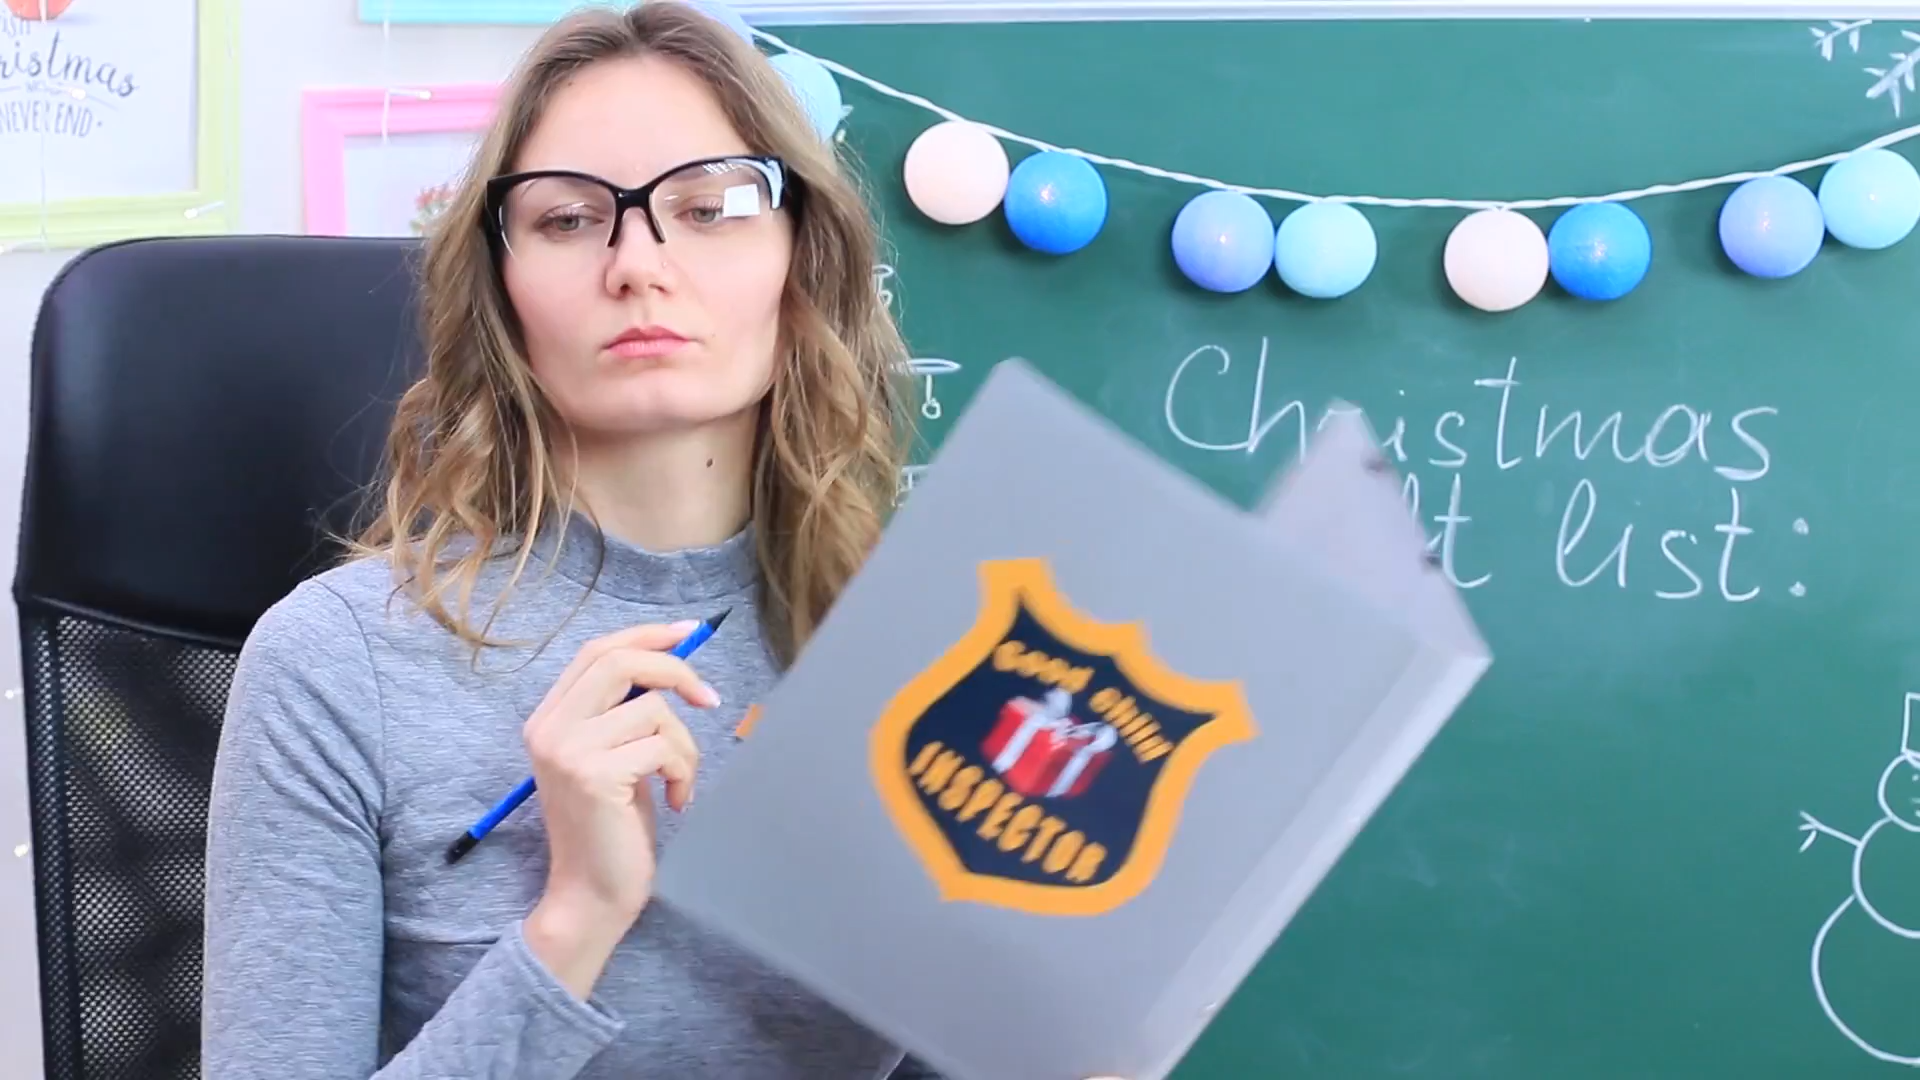 ristmas
NEVER END.
Christmas
list:
Good child
INSPECTOR